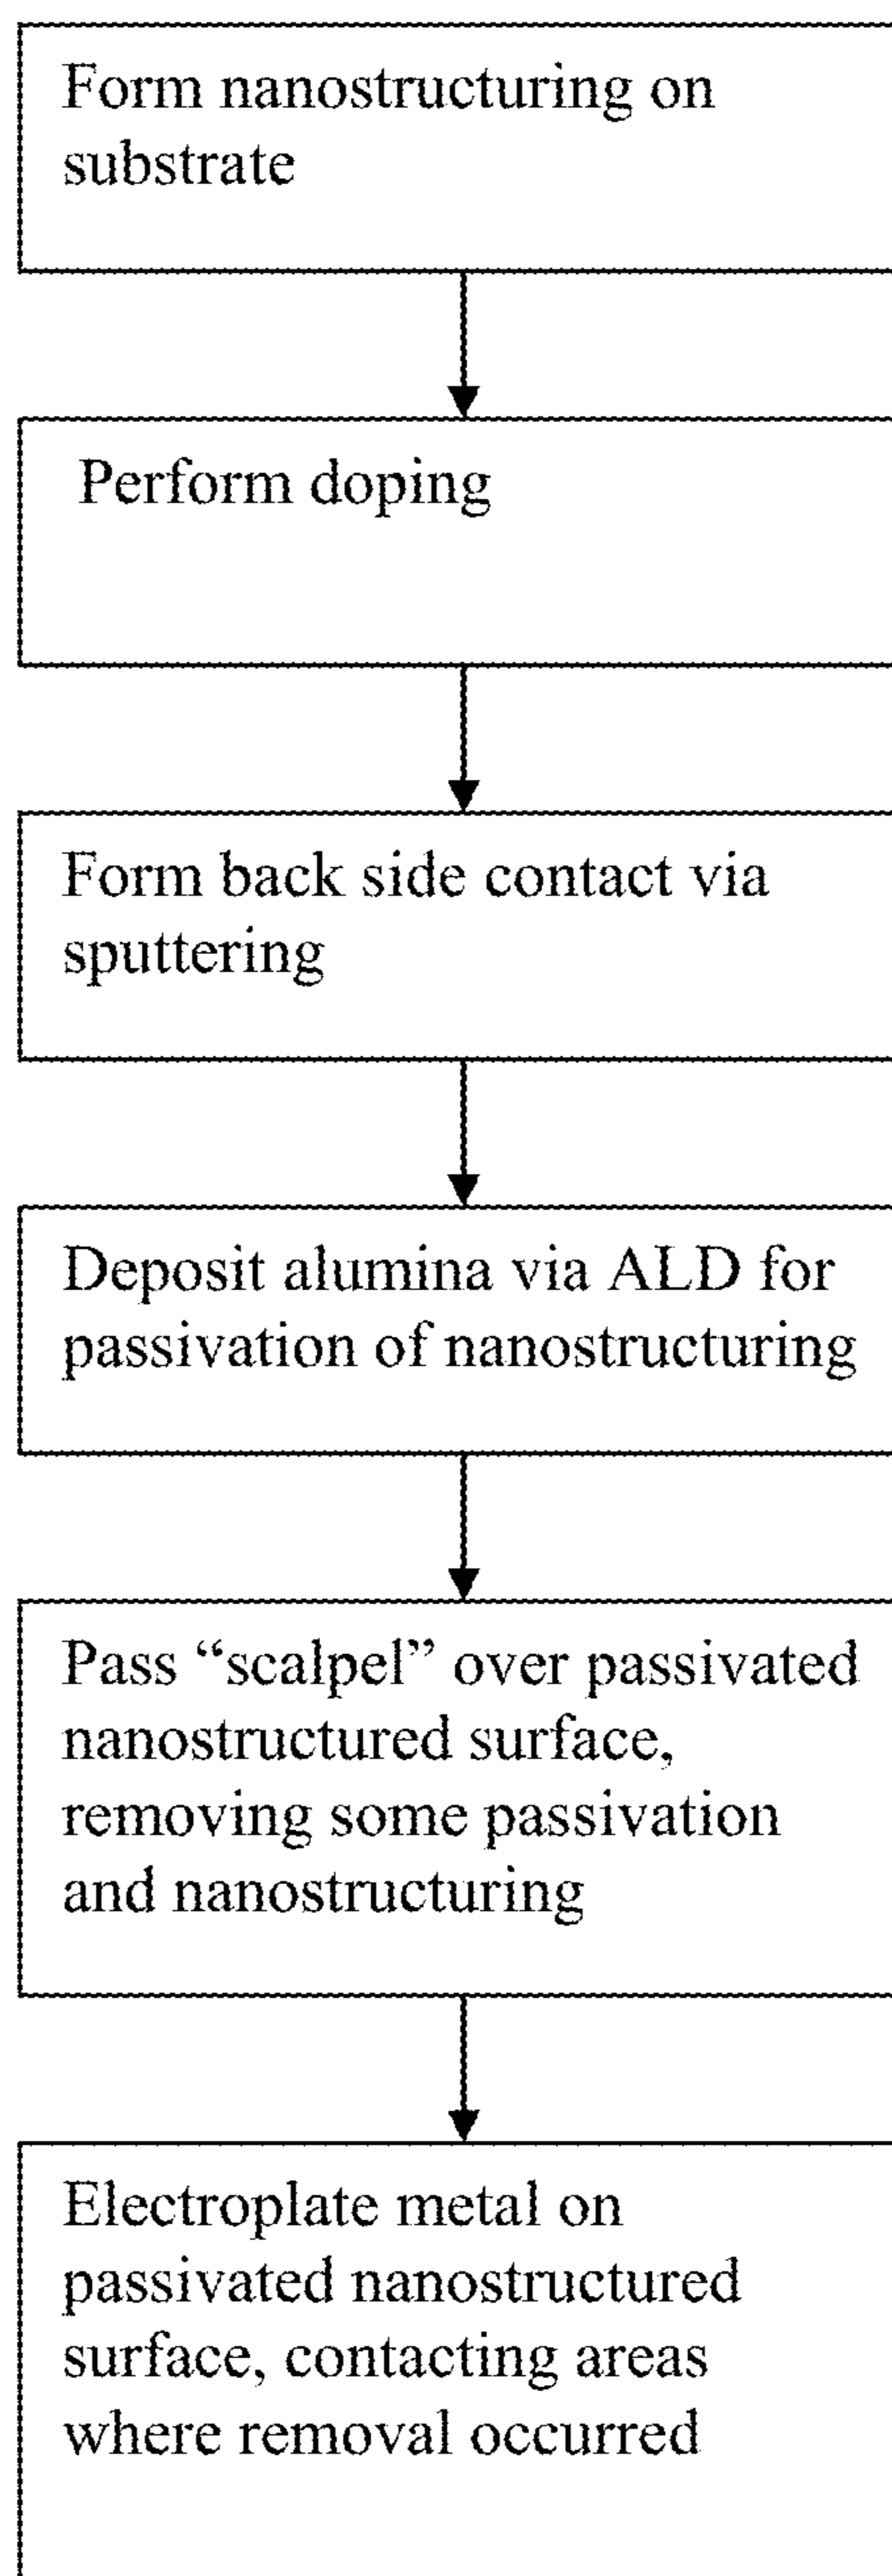 Form nanostructuring on
substrate
Perform doping
Form back side contact via
sputtering
Deposit alumina via ALD for
passivation of nanostructuring
Pass “scalpel” over passivated
nanostructured surface,
removing some passivation
and nanostructuring
Electroplate metal on
passivated nanostructured
surface, contacting areas
where removal occurred